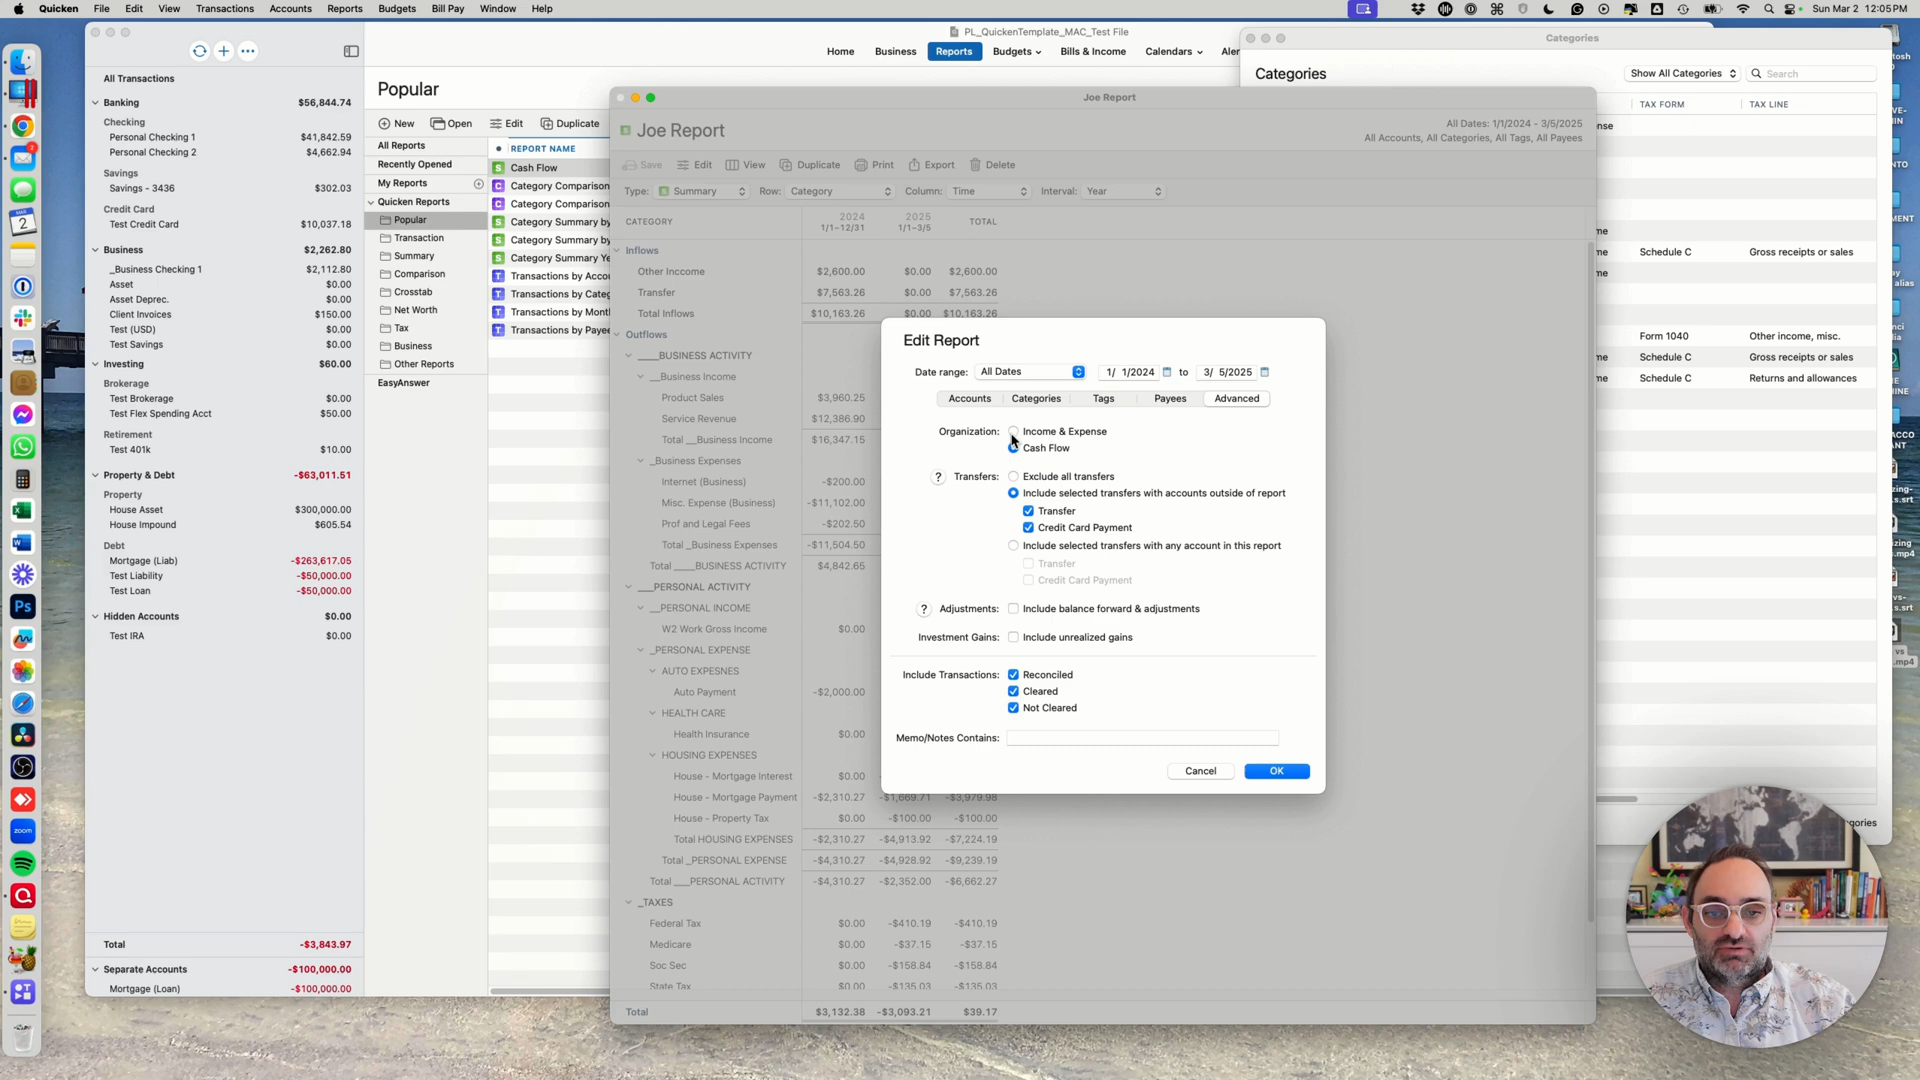 Quicken File Edit View Transactions Accounts Reports Budgets Bill Pay Window Help
Sun Mar 2 12:05 PM
PL_QuickenTemplate_MAC_Test File
Home Business Reports Budgets Bills & Income Calendars Aler
All Transactions
Banking $56,844.74
Checking
Personal Checking 1 $41,842.59
Personal Checking 2 $4,662.94
Savings
Savings - 3436 $302.03
Credit Card
Test Credit Card $10,037.18
Business $2,262.80
_Business Checking 1 $2,112.80
Asset $0.00
Asset Deprec. $0.00
Client Invoices $150.00
Test (USD) $0.00
Test Savings $0.00
Investing $60.00
Brokerage
Test Brokerage $0.00
Test Flex Spending Acct $50.00
Retirement
Test 401k $10.00
Property & Debt -$63,011.51
Property
House Asset $300,000.00
House Impound $605.54
Debt
Mortgage (Liab) -$263,617.05
Test Liability -$50,000.00
Test Loan -$50,000.00
Hidden Accounts $0.00
Test IRA $0.00
Total -$3,843.97
Separate Accounts -$100,000.00
Mortgage (Loan) -$100,000.00
Popular
New Open Edit Duplicate
All Reports
Recently Opened
My Reports
Quicken Reports
Popular
Transaction
Summary
Comparison
Crosstab
Net Worth
Tax
Business
Other Reports
EasyAnswer
REPORT NAME
Cash Flow
Category Comparison
Category Comparison
Category Summary by
Category Summary by
Category Summary Ye
Transactions by Accou
Transactions by Categ
Transactions by Mont
Transactions by Payee
Joe Report
Joe Report
All Dates: 1/1/2024 - 3/5/2025
All Accounts, All Categories, All Tags, All Payees
Save Edit View Duplicate Print Export Delete
Type: Summary Row: Category Column: Time Interval: Year
CATEGORY 2024 1/1-12/31 2025 1/1-3/5 TOTAL
Inflows
Other Inccome $2,600.00 $0.00 $2,600.00
Transfer $7,563.26 $0.00 $7,563.26
Total Inflows $10,163.26 $0.00 $10,163.26
Outflows
____BUSINESS ACTIVITY
__Business Income
Product Sales $3,960.25
Service Revenue $12,386.90
Total __Business Income $16,347.15
_Business Expenses
Internet (Business) -$200.00
Misc. Expense (Business) -$11,102.00
Prof and Legal Fees -$202.50
Total _Business Expenses -$11,504.50
Total ____BUSINESS ACTIVITY $4,842.65
___PERSONAL ACTIVITY
__PERSONAL INCOME
W2 Work Gross Income $0.00
_PERSONAL EXPENSE
AUTO EXPESNES
Auto Payment -$2,000.00
HEALTH CARE
Health Insurance $0.00
HOUSING EXPENSES
House - Mortgage Interest $0.00
House - Mortgage Payment -$2,310.27 -$1,669.71 -$3,979.98
House - Property Tax $0.00 -$100.00 -$100.00
Total HOUSING EXPENSES -$2,310.27 -$4,913.92 -$7,224.19
Total _PERSONAL EXPENSE -$4,310.27 -$4,928.92 -$9,239.19
Total ___PERSONAL ACTIVITY -$4,310.27 -$2,352.00 -$6,662.27
_TAXES
Federal Tax $0.00 -$410.19 -$410.19
Medicare $0.00 -$37.15 -$37.15
Soc Sec $0.00 -$158.84 -$158.84
State Tax $0.00 -$135.03 -$135.03
Total $3,132.38 -$3,093.21 $39.17
Edit Report
Date range: All Dates 1/ 1/2024 to 3/ 5/2025
Accounts Categories Tags Payees Advanced
Organization: Income & Expense
Cash Flow
? Transfers: Exclude all transfers
Include selected transfers with accounts outside of report
Transfer
Credit Card Payment
Include selected transfers with any account in this report
Transfer
Credit Card Payment
? Adjustments: Include balance forward & adjustments
Investment Gains: Include unrealized gains
Include Transactions: Reconciled
Cleared
Not Cleared
Memo/Notes Contains:
Cancel OK
Categories
Categories Show All Categories Search
TAX FORM TAX LINE
Schedule C Gross receipts or sales
Form 1040 Other income, misc.
Schedule C Gross receipts or sales
Schedule C Returns and allowances